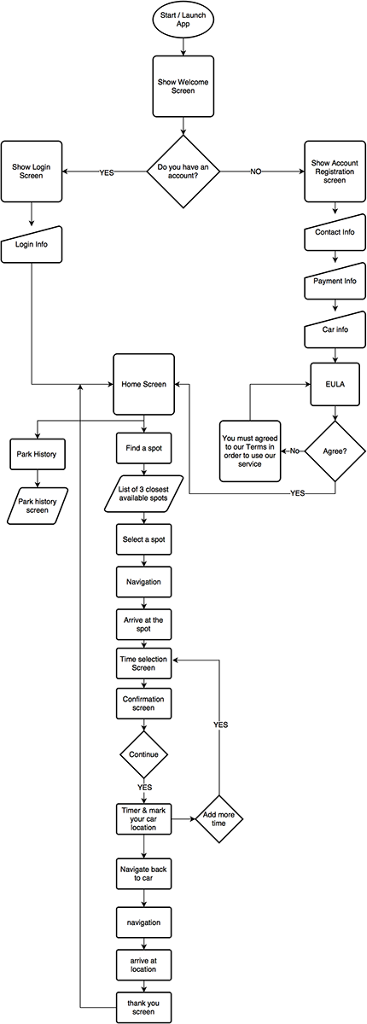 Start / Launch
App
Show Welcome
Screen
Do you have an
account?
YES
NO
Show Login
Screen
Show Account
Registration
screen
Login Info
Contact Info
Payment Info
Car info
Home Screen
EULA
You must agreed
to our Terms in
order to use our
service
No
Agree?
YES
Park History
Find a spot
Park history
screen
List of 3 closest
available spots
Select a spot
Navigation
Arrive at the
spot
Time selection
Screen
Confirmation
screen
YES
Continue
YES
Timer & mark
your car
location
Add more
time
Navigate back
to car
navigation
arrive at
location
thank you
screen